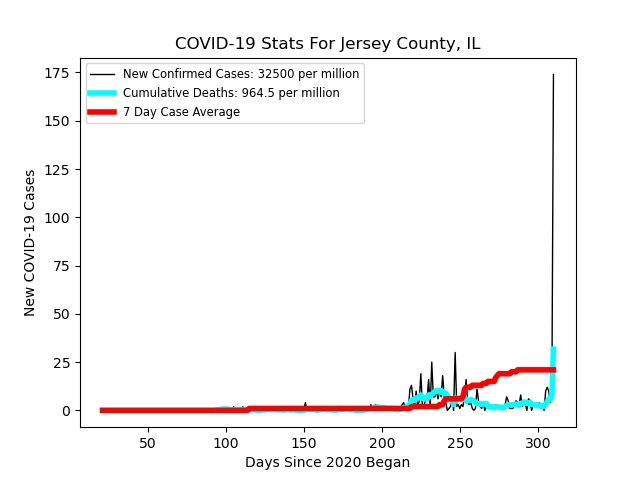 COVID-19 Stats For Jersey County, IL
New Confirmed Cases: 32500 per million
Cumulative Deaths: 964.5 per million
7 Day Case Average
175
150
125
100
75
50
25
0
New COVID-19 Cases
50 100 150 200 250 300
Days Since 2020 Began